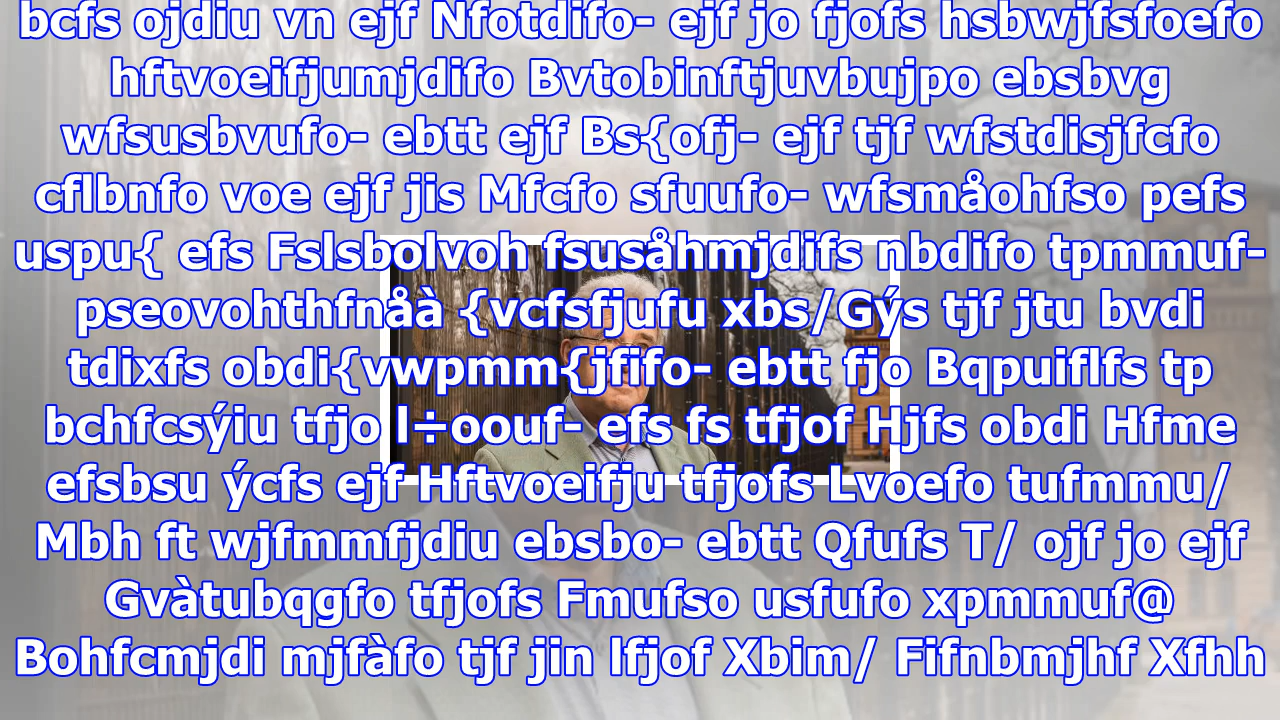 bcfs ojdiu vn ejf Nfotdifo- ejf jo fjofs hsbwjfsfoefo
hftvoeifjumjdifo Bvtobinftjuvbujpo ebsbvg
wfsusbvufo- ebtt ejf Bs{ofj- ejf tjf wfstdisjfcfo
cflbnfo voe ejf jis Mfcfo sfuufo- wfsmåohfso pefs
uspu{ efs Fslsbolvoh fsusåhmjdifs nbdifo tpmmuf-
pseovohthfnåà {vcfsfjufu xbs/Gýs tjf jtu bvdi
tdixfs obdi{vwpmm{jfifo- ebtt fjo Bqpuiflfs tp
bchfcsýiu tfjo l÷oouf- efs fs tfjof Hjfs obdi Hfme
efsbsu ýcfs ejf Hftvoeifju tfjofs Lvoefo tufmmu/
Mbh ft wjfmmfjdiu ebsbo- ebtt Qfufs T/ ojf jo ejf
Gvàtubqgfo tfjofs Fmufso usfufo xpmmuf@
Bohfcmjdi mjfàfo tjf jin lfjof Xbim/ Fifnbmjhf Xfhh